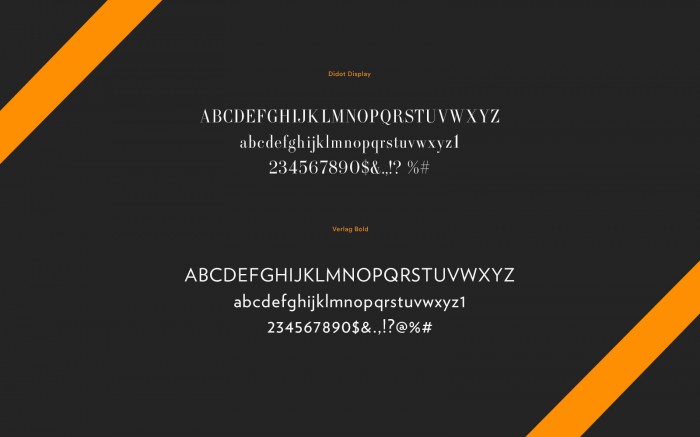 Didot Display
ABCDEFGHIJKLMNOPQRSTUVWXYZ
abcdefghijklmnopqrstuvwxyz1
234567890$&.,!? %#
Verlag Bold
ABCDEFGHIJKLMNOPQRSTUVWXYZ
abcdefghijklmnopqrstuvwxyz1
234567890$&.,!?@%#